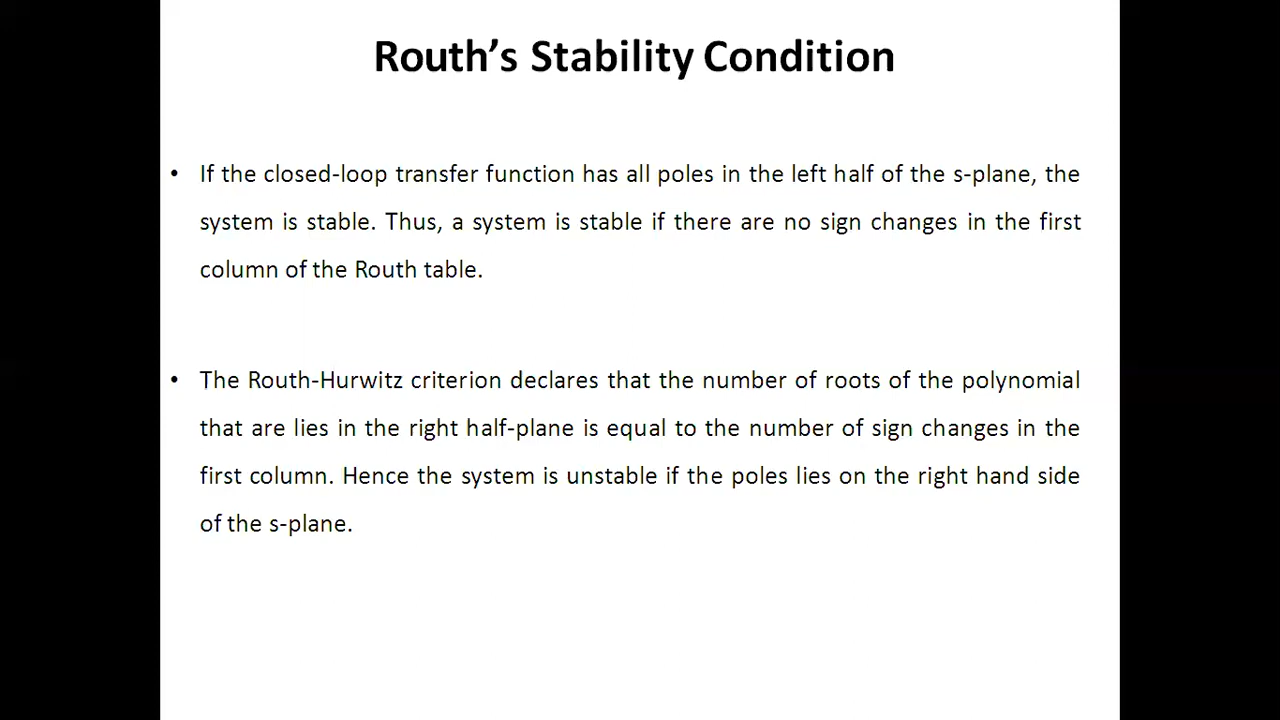 Routh’s Stability Condition
• If the closed-loop transfer function has all poles in the left half of the s-plane, the
system is stable. Thus, a system is stable if there are no sign changes in the first
column of the Routh table.
• The Routh-Hurwitz criterion declares that the number of roots of the polynomial
that are lies in the right half-plane is equal to the number of sign changes in the
first column. Hence the system is unstable if the poles lies on the right hand side
of the s-plane.